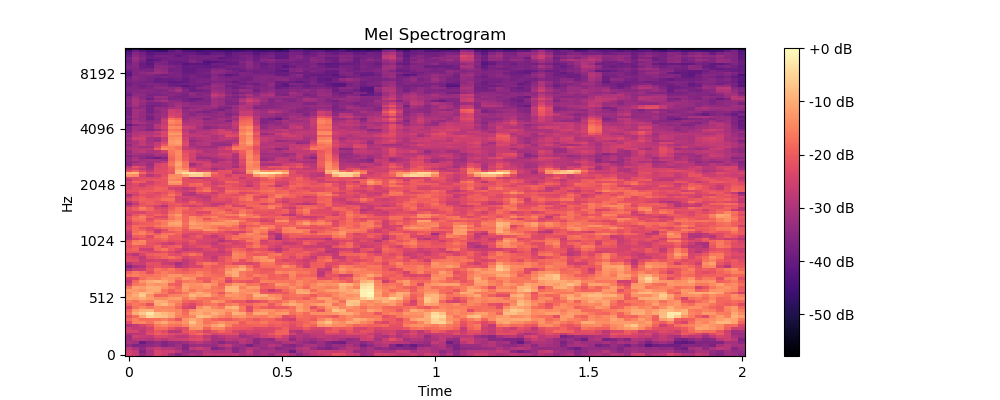 Mel Spectrogram
8192
4096
2048
1024
512
0
Hz
0
0.5
1
1.5
2
Time
+0 dB
-10 dB
-20 dB
-30 dB
-40 dB
-50 dB